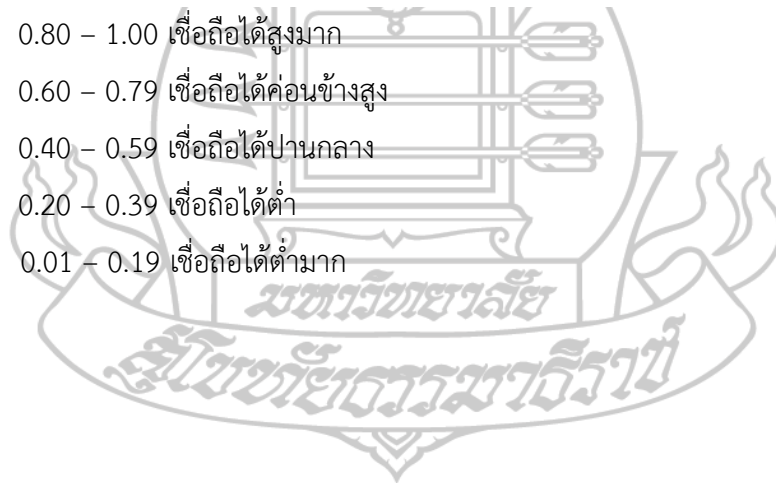 0.80 – 1.00 เชื่อถือได้สูงมาก
0.60 – 0.79 เชื่อถือได้ค่อนข้างสูง
0.40 – 0.59 เชื่อถือได้ปานกลาง
0.20 – 0.39 เชื่อถือได้ต่ำ
0.01 – 0.19 เชื่อถือได้ต่ำมาก
มหาวิทยาลัย
สุโขทัยธรรมาธิราช